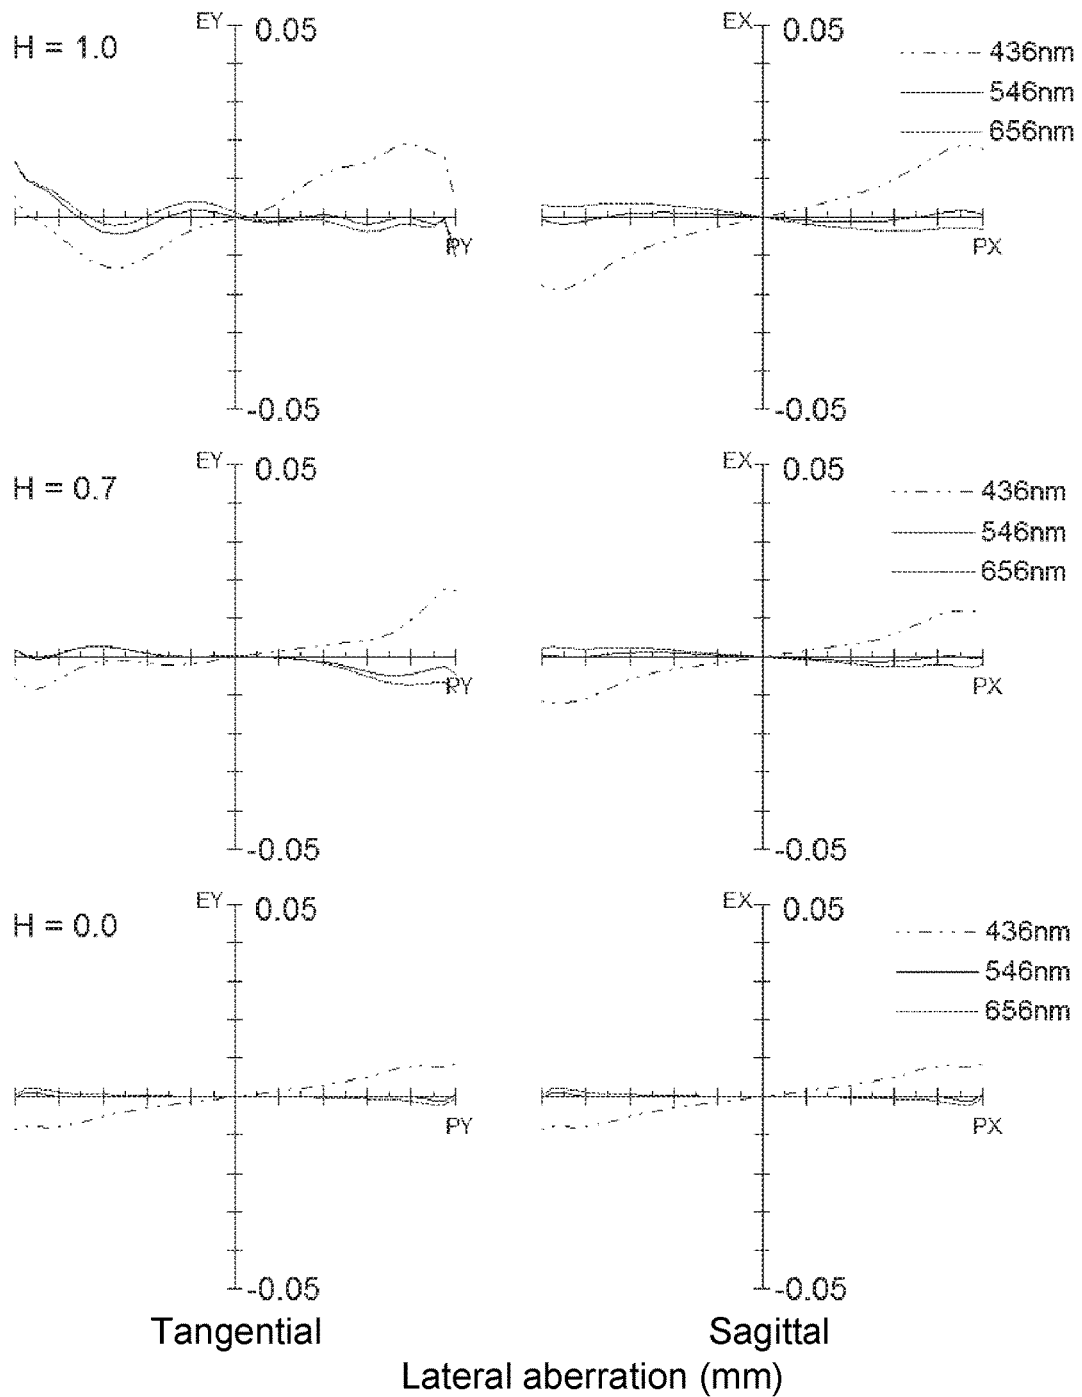 H = 1.0
EY
0.05
-0.05
PY
EX
0.05
-0.05
PX
436nm
546nm
656nm
H = 0.7
EY
0.05
-0.05
PY
EX
0.05
-0.05
PX
436nm
546nm
656nm
H = 0.0
EY
0.05
-0.05
PY
EX
0.05
-0.05
PX
436nm
546nm
656nm
Tangential
Sagittal
Lateral aberration (mm)